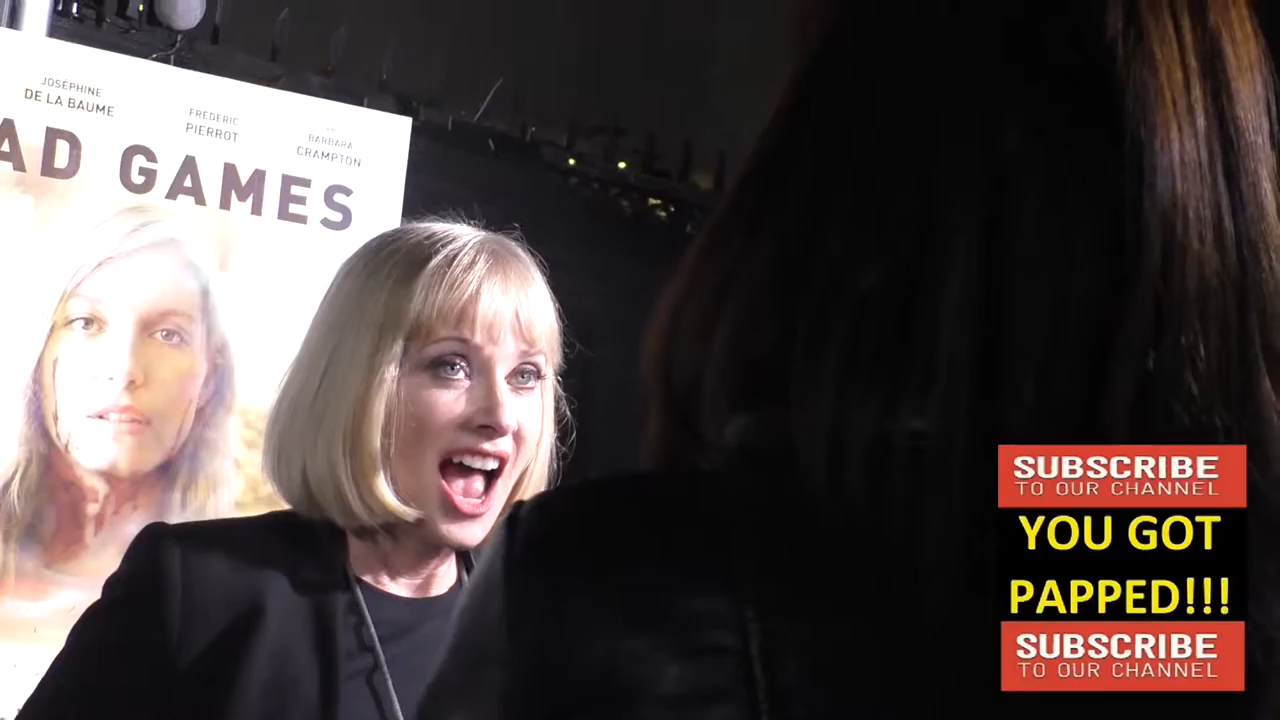 JOSÉPHINE
DE LA BAUME
FREDERIC
PIERROT
BARBARA
CRAMPTON
AD GAMES
SUBSCRIBE
TO OUR CHANNEL
YOU GOT
PAPPED!!!
SUBSCRIBE
TO OUR CHANNEL